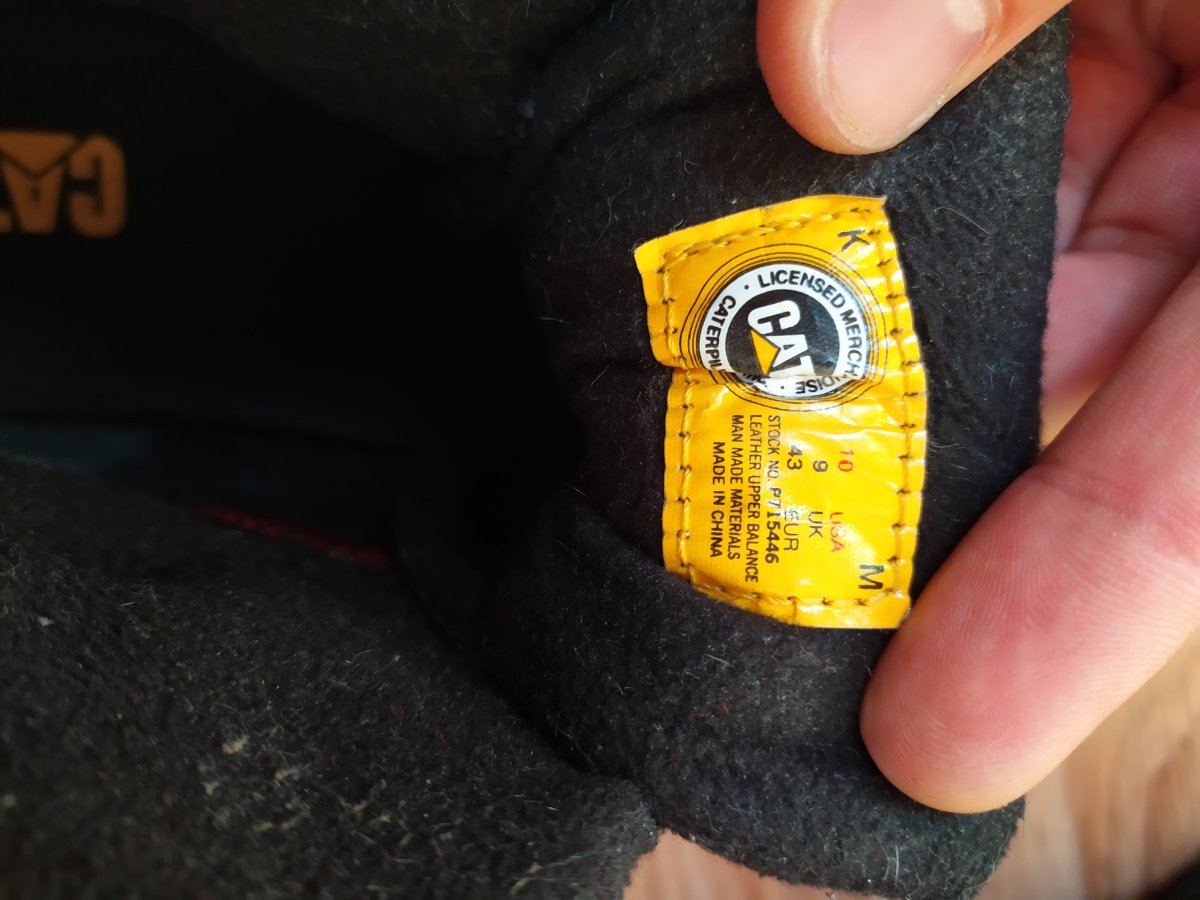 CAT
K
LICENSED MERCHANDISE · CATERPILLAR ·
CAT
10 USA M
9 UK
43 EUR
STOCK NO. P715446
LEATHER UPPER BALANCE
MAN MADE MATERIALS
MADE IN CHINA